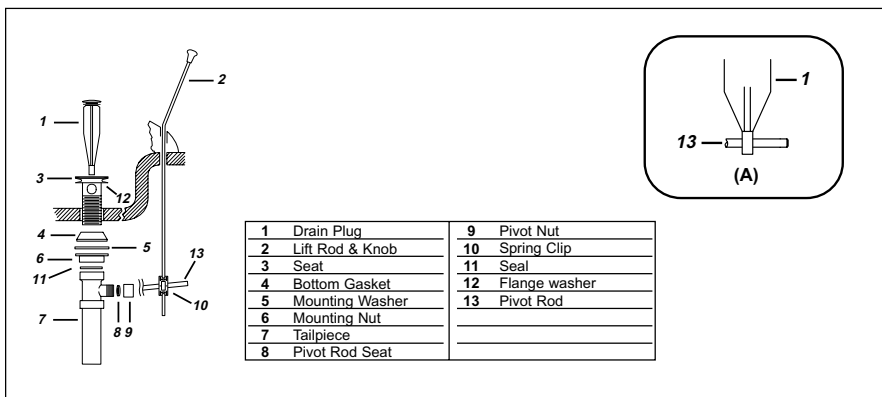 2
1
3
12
4
5
6
11
13
10
7
8 9
1 Drain Plug
2 Lift Rod & Knob
3 Seat
4 Bottom Gasket
5 Mounting Washer
6 Mounting Nut
7 Tailpiece
8 Pivot Rod Seat
9 Pivot Nut
10 Spring Clip
11 Seal
12 Flange washer
13 Pivot Rod
1
13
(A)